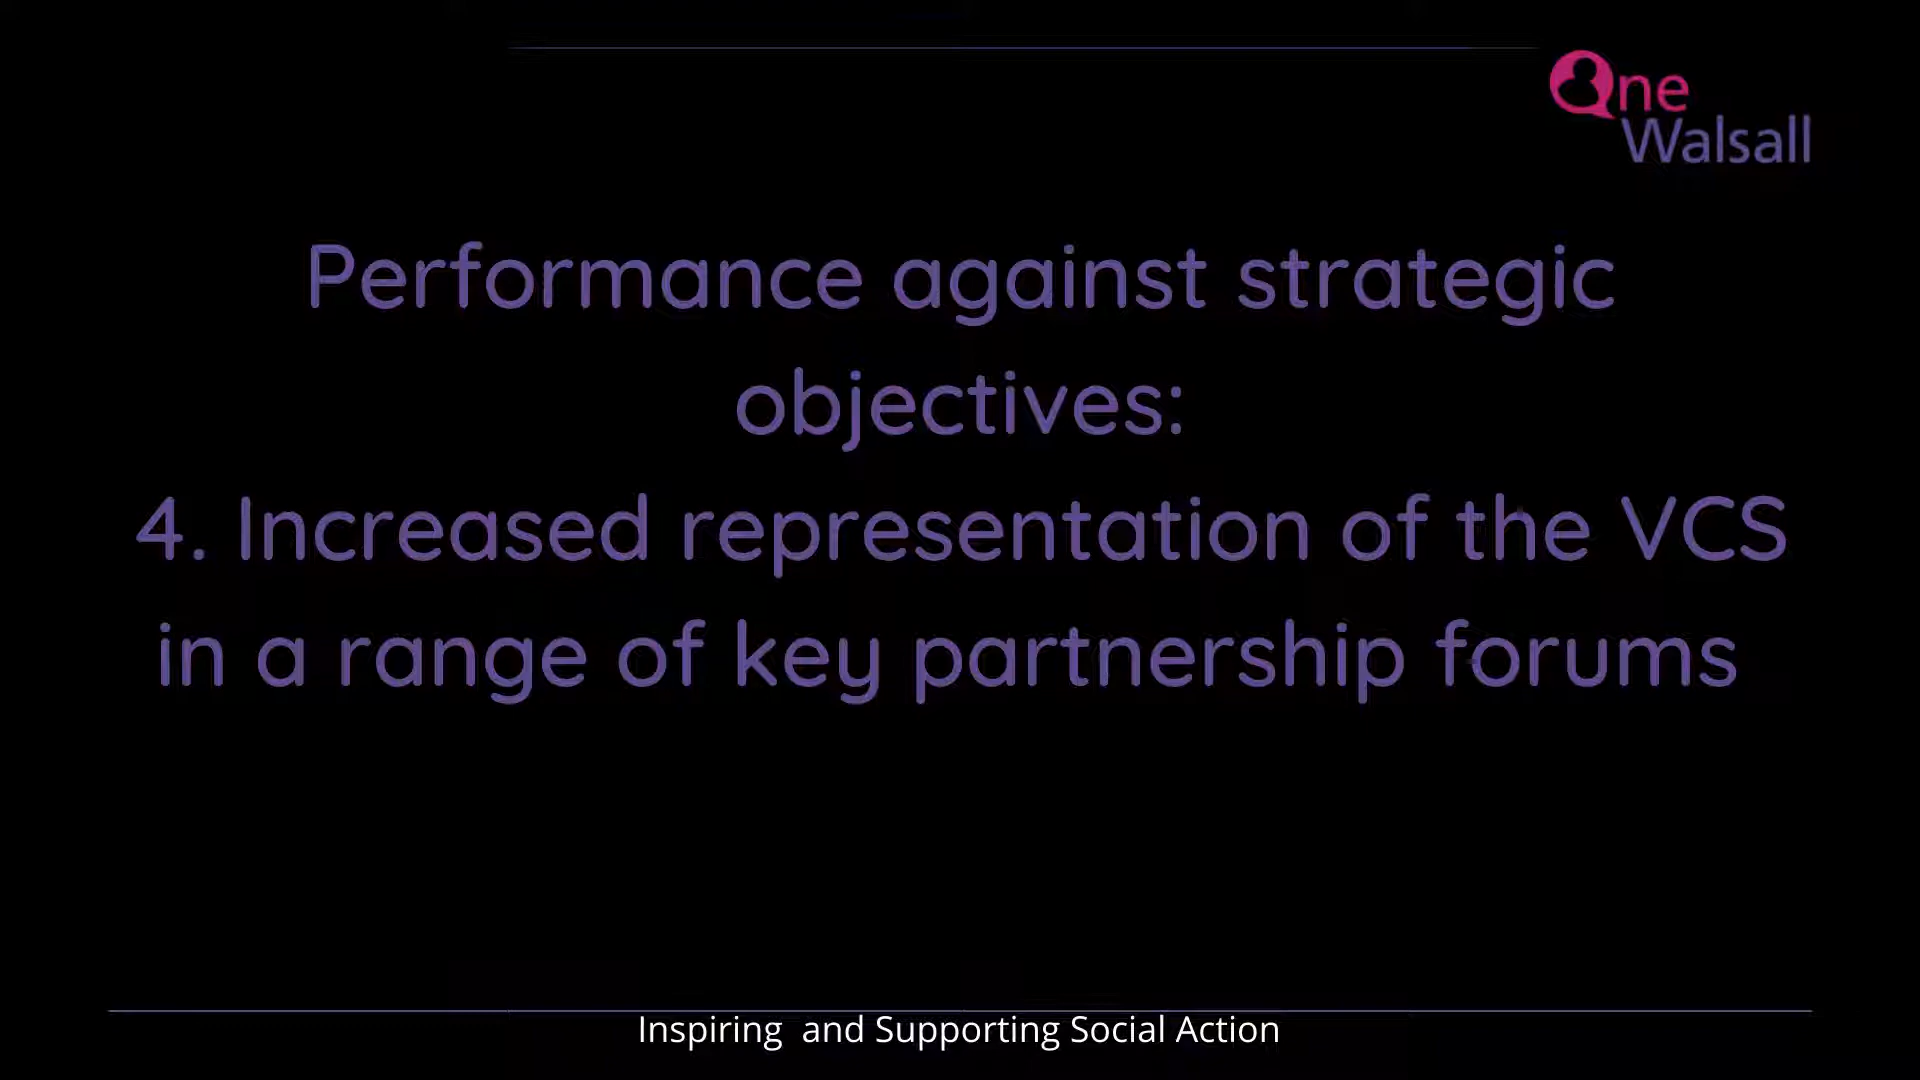 One
Walsall
Performance against strategic
objectives:
4. Increased representation of the VCS
in a range of key partnership forums
Inspiring  and Supporting Social Action